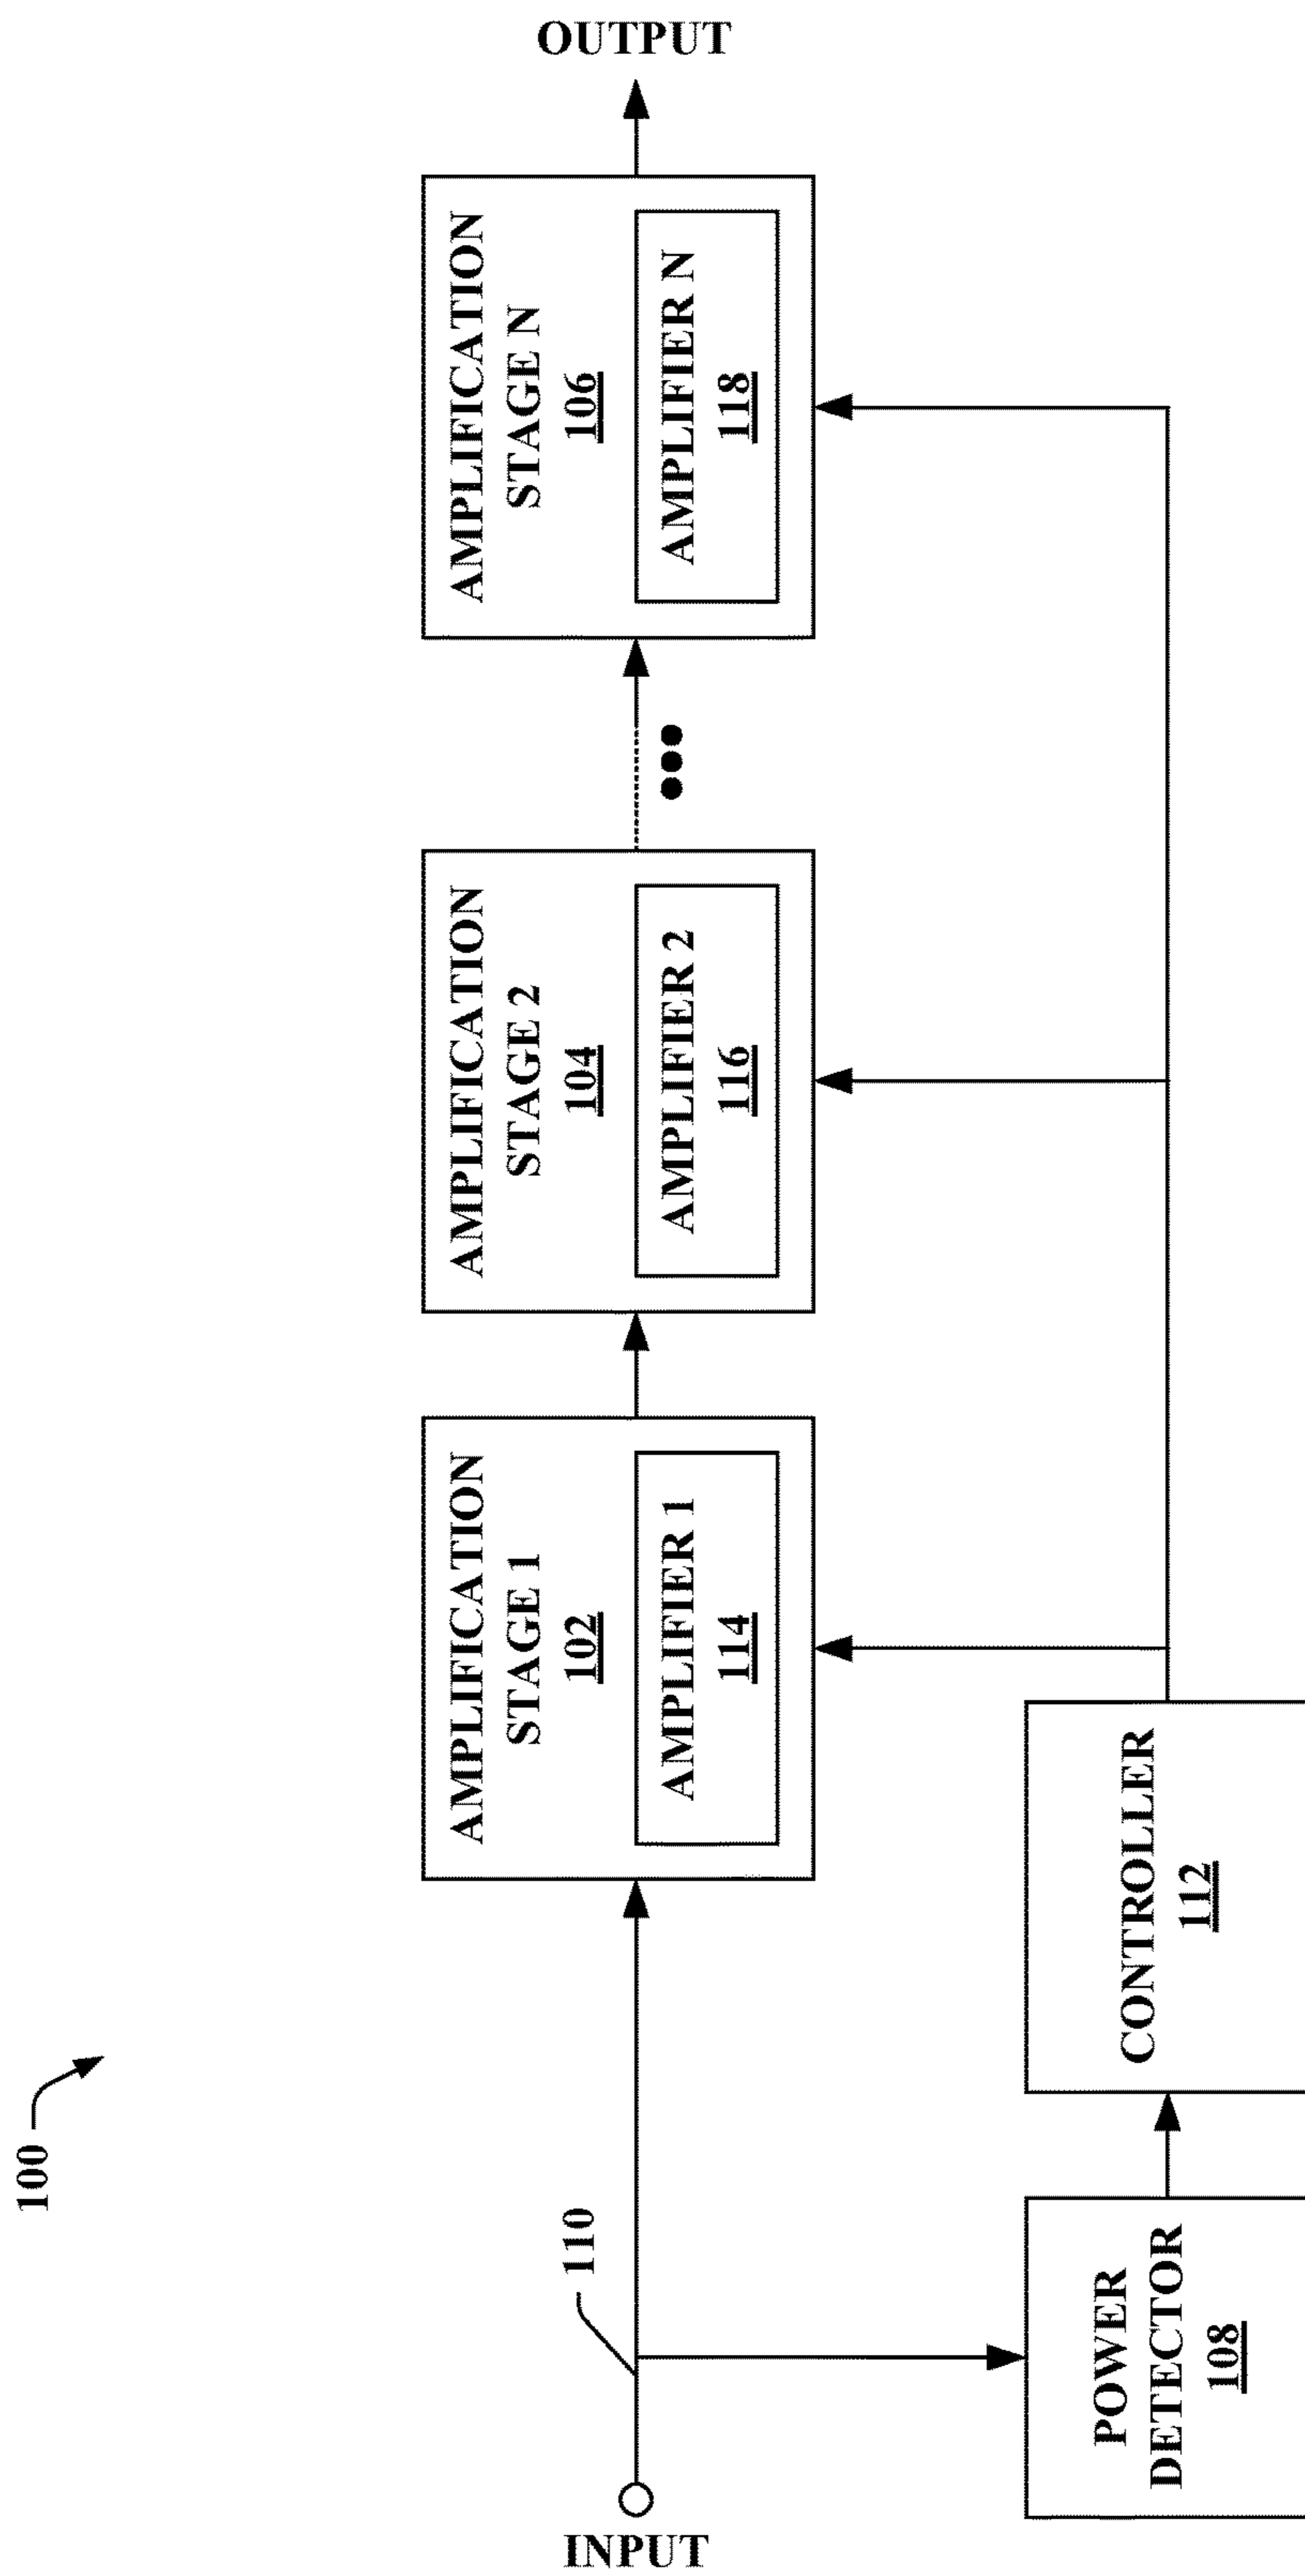 100
INPUT
110
AMPLIFICATION
STAGE 1
102
AMPLIFIER 1
114
AMPLIFICATION
STAGE 2
104
AMPLIFIER 2
116
AMPLIFICATION
STAGE N
106
AMPLIFIER N
118
OUTPUT
POWER
DETECTOR
108
CONTROLLER
112